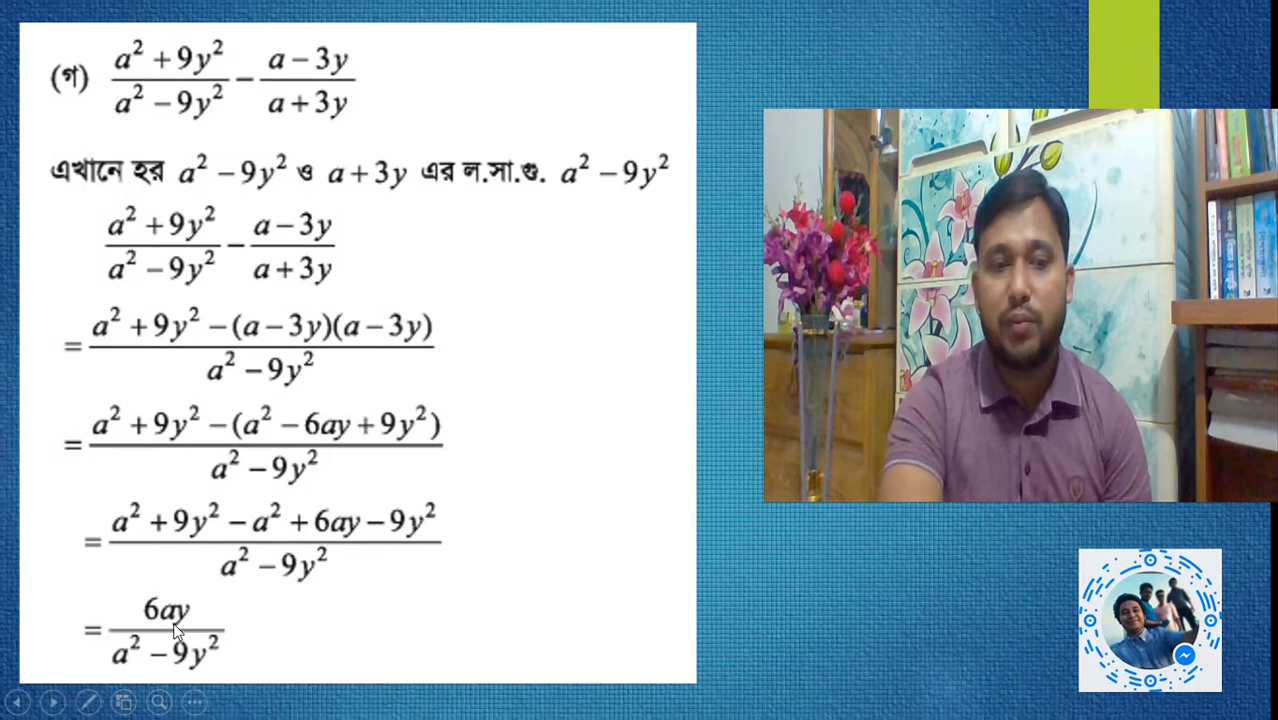 (গ) \frac{a^2 + 9y^2}{a^2 - 9y^2} - \frac{a - 3y}{a + 3y}
এখানে হর a^2 - 9y^2 ও a + 3y এর ল.সা.গু. a^2 - 9y^2
\frac{a^2 + 9y^2}{a^2 - 9y^2} - \frac{a - 3y}{a + 3y}
= \frac{a^2 + 9y^2 - (a - 3y)(a - 3y)}{a^2 - 9y^2}
= \frac{a^2 + 9y^2 - (a^2 - 6ay + 9y^2)}{a^2 - 9y^2}
= \frac{a^2 + 9y^2 - a^2 + 6ay - 9y^2}{a^2 - 9y^2}
= \frac{6ay}{a^2 - 9y^2}